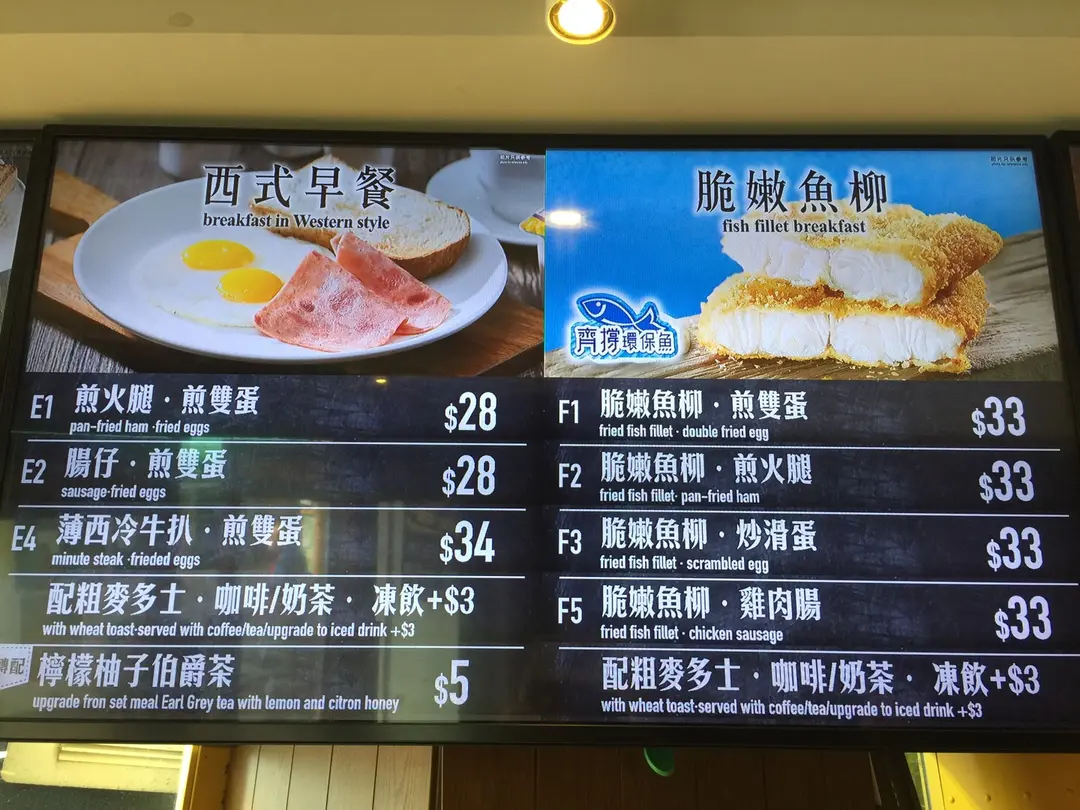 西式早餐
breakfast in Western style
E1 煎火腿・煎雙蛋 $28
pan-fried ham ·fried eggs
E2 腸仔・煎雙蛋 $28
sausage·fried eggs
E4 薄西冷牛扒・煎雙蛋 $34
minute steak ·frieded eggs
配粗麥多士・咖啡/奶茶・ 凍飲+$3
with wheat toast·served with coffee/tea/upgrade to iced drink +$3
配 檸檬柚子伯爵茶 $5
upgrade fron set meal Earl Grey tea with lemon and citron honey
脆嫩魚柳
fish fillet breakfast
齊撐環保魚
F1 脆嫩魚柳・煎雙蛋 $33
fried fish fillet · double fried egg
F2 脆嫩魚柳・煎火腿 $33
fried fish fillet· pan-fried ham
F3 脆嫩魚柳・炒滑蛋 $33
fried fish fillet · scrambled egg
F5 脆嫩魚柳・雞肉腸 $33
fried fish fillet · chicken sausage
配粗麥多士・咖啡/奶茶・ 凍飲+$3
with wheat toast·served with coffee/tea/upgrade to iced drink +$3